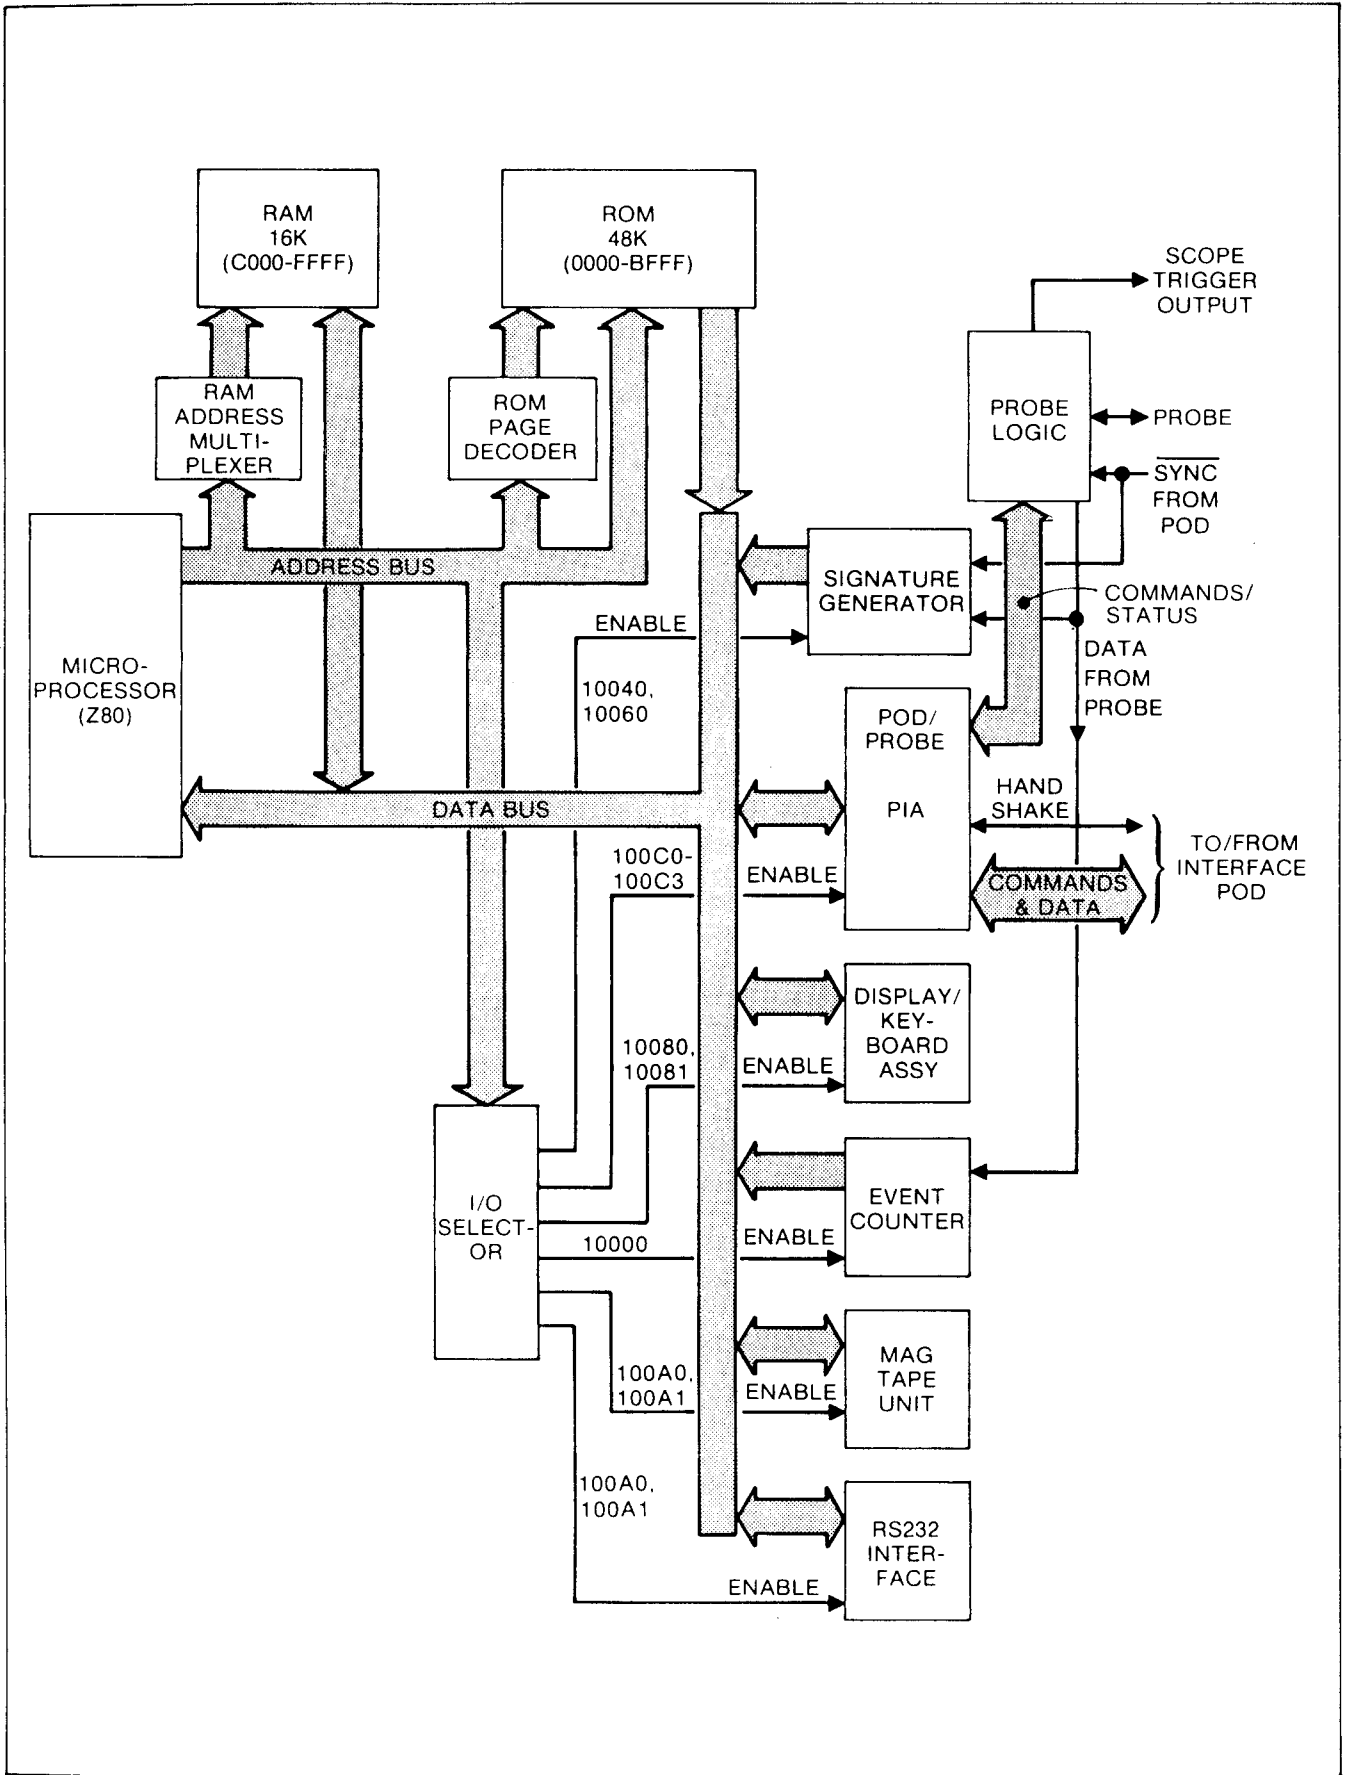 RAM
16K
(C000-FFFF)
ROM
48K
(0000-BFFF)
SCOPE
TRIGGER
OUTPUT
RAM
ADDRESS
MULTI-
PLEXER
ROM
PAGE
DECODER
PROBE
LOGIC
PROBE
SYNC
FROM
POD
ADDRESS BUS
SIGNATURE
GENERATOR
COMMANDS/
STATUS
ENABLE
DATA
FROM
PROBE
MICRO-
PROCESSOR
(Z80)
10040,
10060
POD/
PROBE
PIA
HAND
SHAKE
DATA BUS
TO/FROM
INTERFACE
POD
100C0-
100C3
ENABLE
COMMANDS
& DATA
DISPLAY/
KEY-
BOARD
ASSY
10080,
10081
ENABLE
I/O
SELECT-
OR
EVENT
COUNTER
10000
ENABLE
MAG
TAPE
UNIT
100A0,
100A1
ENABLE
100A0,
100A1
RS232
INTER-
FACE
ENABLE